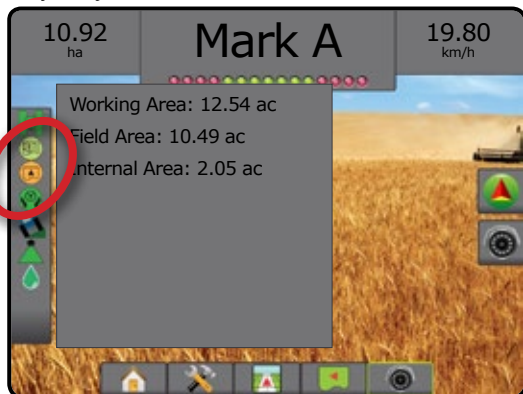 10.92
ha
Mark A
19.80
km/h
Working Area: 12.54 ac
Field Area: 10.49 ac
Internal Area: 2.05 ac